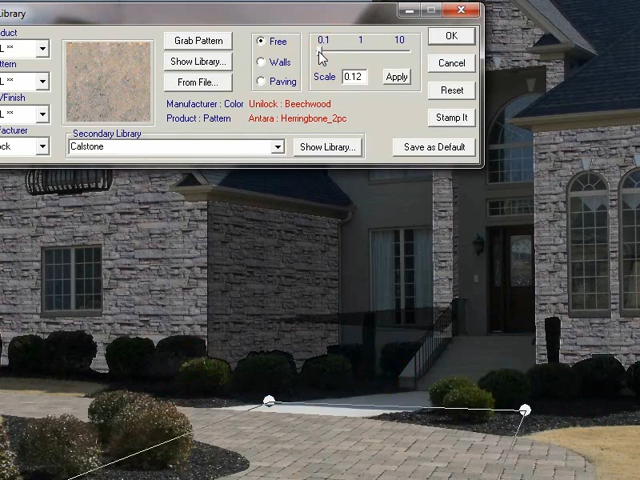 Library
duct
L **
ttern
L **
/Finish
L **
facturer
ock
Grab Pattern
Show Library...
From File...
Free
Walls
Paving
0.1 1 10
Scale 0.12 Apply
OK
Cancel
Reset
Stamp It
Manufacturer : Color Unilock : Beechwood
Product : Pattern Antara : Herringbone_2pc
Secondary Library
Calstone
Show Library...
Save as Default